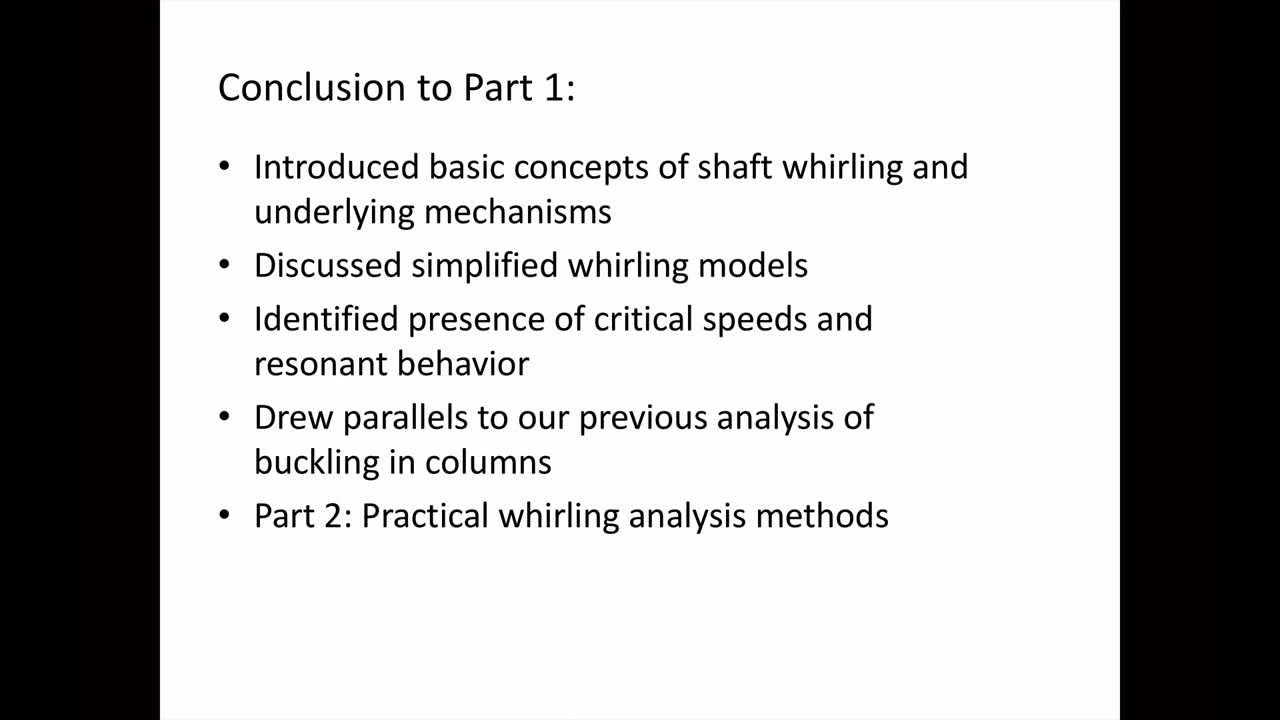 Conclusion to Part 1:
• Introduced basic concepts of shaft whirling and
underlying mechanisms
• Discussed simplified whirling models
• Identified presence of critical speeds and
resonant behavior
• Drew parallels to our previous analysis of
buckling in columns
• Part 2: Practical whirling analysis methods